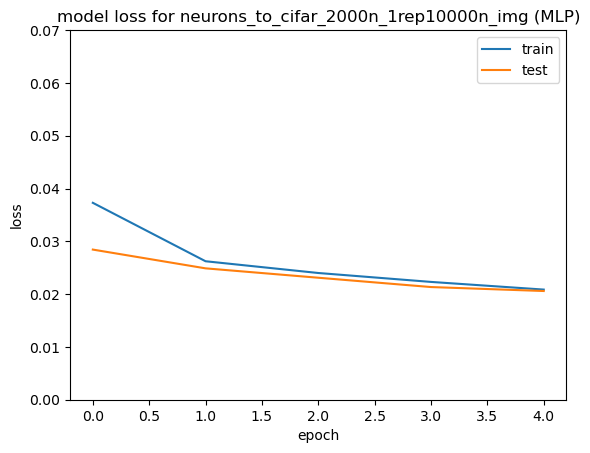 model loss for neurons_to_cifar_2000n_1rep10000n_img (MLP)
0.07
0.06
0.05
0.04
0.03
0.02
0.01
0.00
loss
train
test
0.0 0.5 1.0 1.5 2.0 2.5 3.0 3.5 4.0
epoch